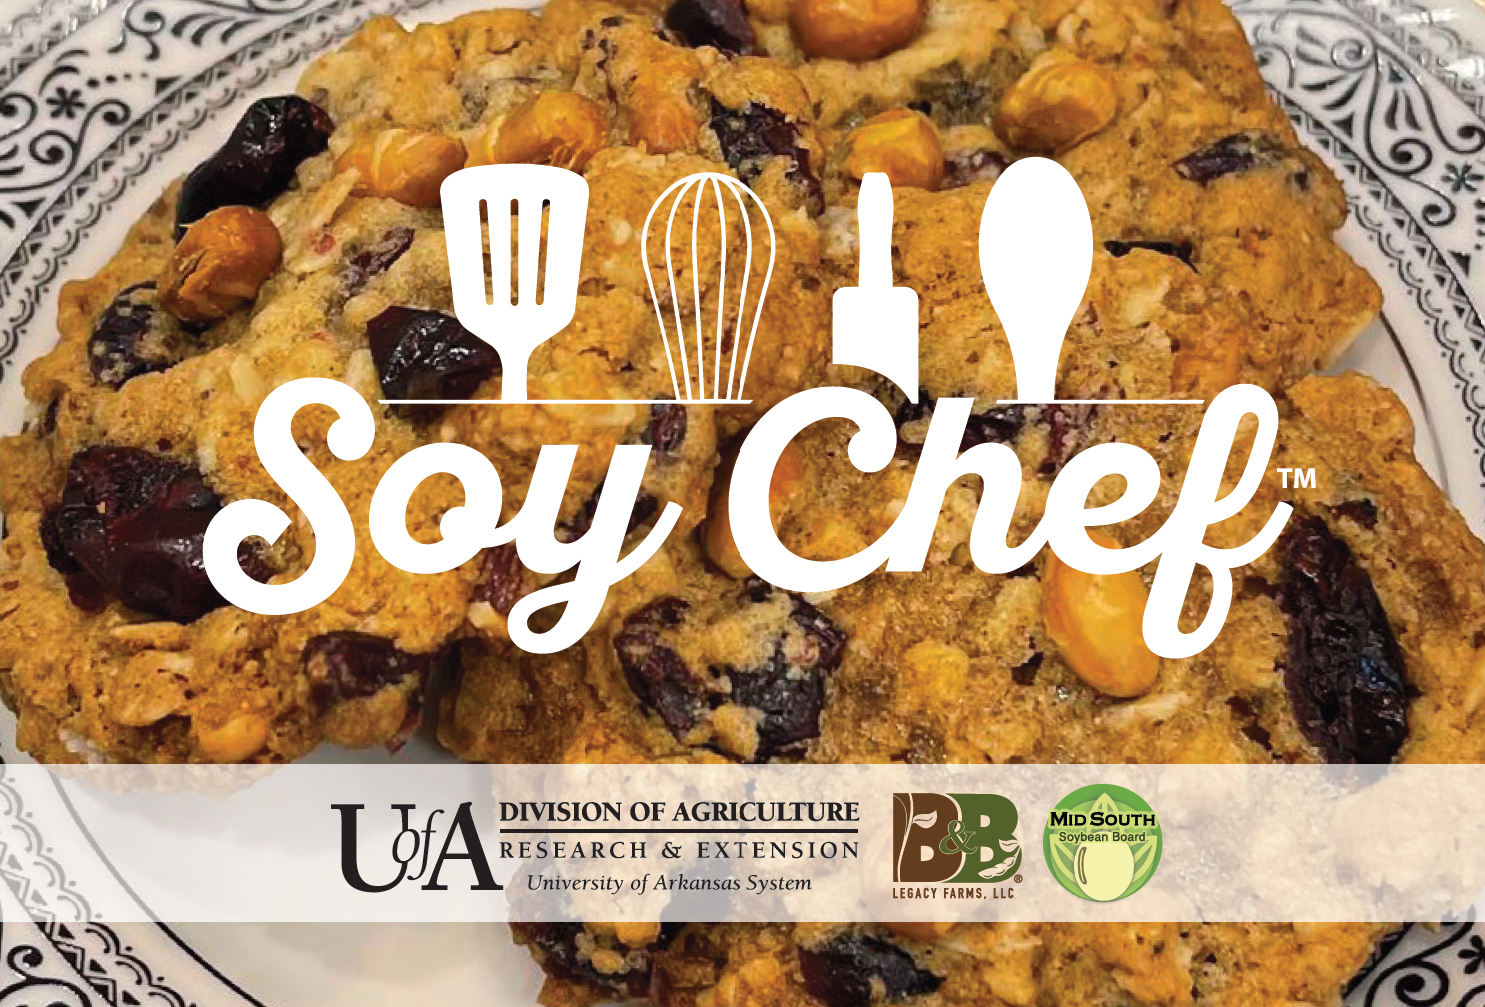 Soy Chef™
UofA
DIVISION OF AGRICULTURE
RESEARCH & EXTENSION
University of Arkansas System
B&B®
LEGACY FARMS, LLC
MID SOUTH
Soybean Board